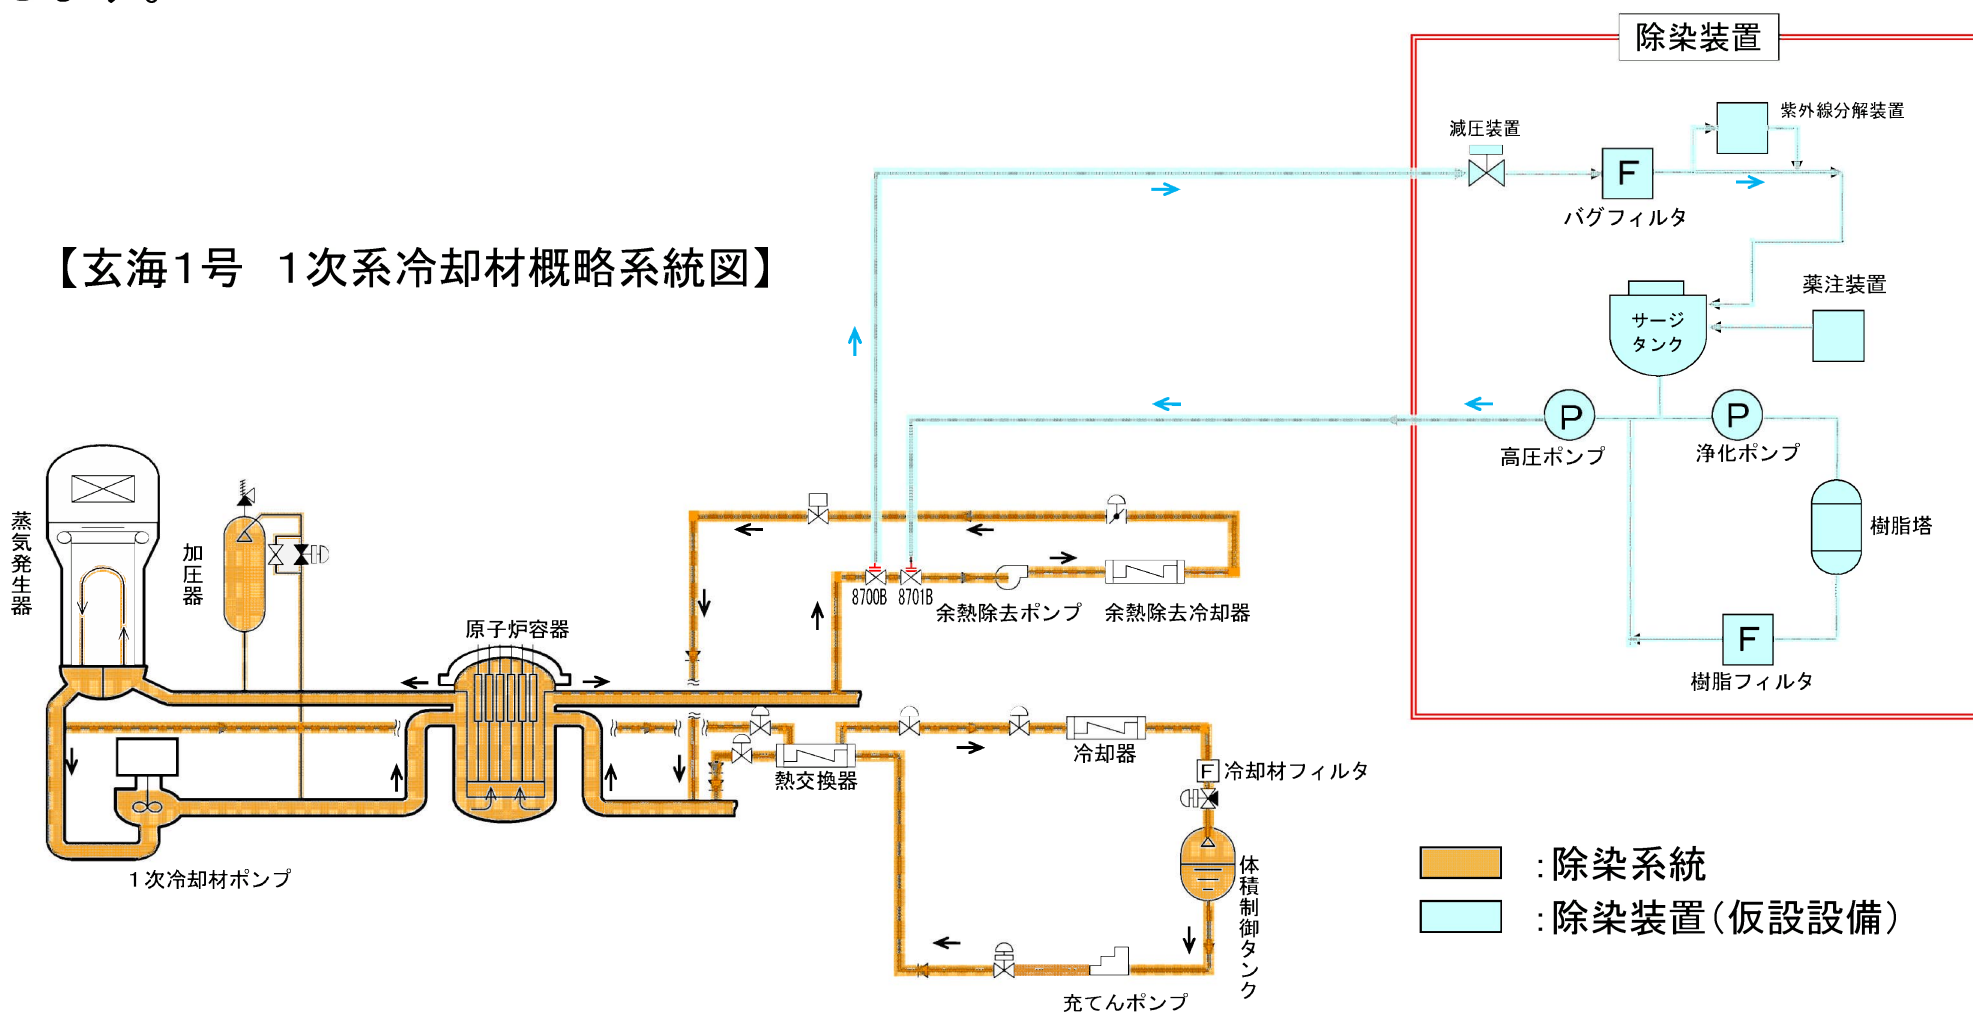 除染装置
紫外線分解装置
減圧装置
F
バグフィルタ
【玄海1号　1次系冷却材概略系統図】
薬注装置
サージ
タンク
P
P
高圧ポンプ
浄化ポンプ
樹脂塔
蒸気発生器
加圧器
8700B
8701B
余熱除去ポンプ
余熱除去冷却器
原子炉容器
F
樹脂フィルタ
冷却器
熱交換器
F
冷却材フィルタ
1次冷却材ポンプ
体積制御タンク
:除染系統
:除染装置(仮設設備)
充てんポンプ